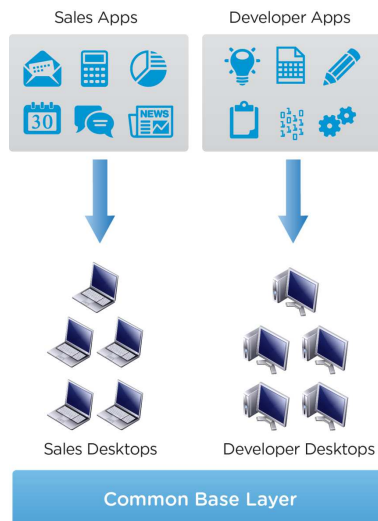 Sales Apps
Developer Apps
30
NEWS
Sales Desktops
Developer Desktops
Common Base Layer